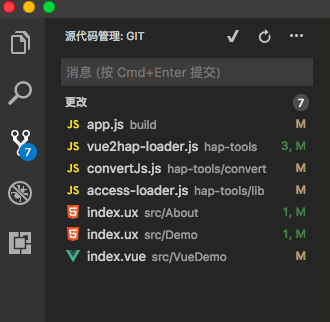 源代码管理: GIT
消息 (按 Cmd+Enter 提交)
更改 7
JS app.js build M
JS vue2hap-loader.js hap-tools 3, M
JS convertJs.js hap-tools/convert M
JS access-loader.js hap-tools/lib M
index.ux src/About 1, M
index.ux src/Demo 1, M
index.vue src/VueDemo M
7